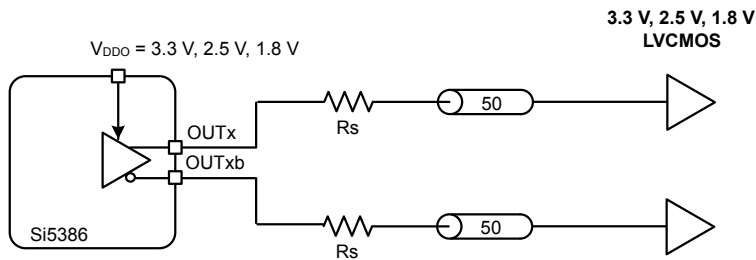 3.3 V, 2.5 V, 1.8 V
LVCMOS
VDDO = 3.3 V, 2.5 V, 1.8 V
OUTx
Rs
50
OUTxb
Si5386
Rs
50